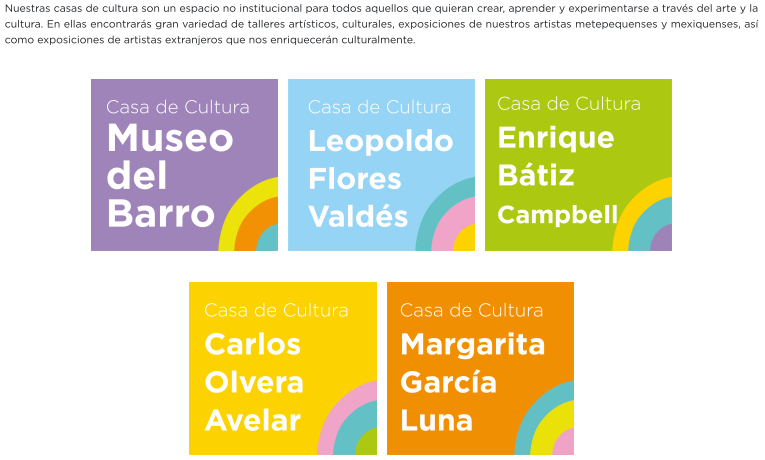 Nuestras casas de cultura son un espacio no institucional para todos aquellos que quieran crear, aprender y experimentarse a través del arte y la
cultura. En ellas encontrarás gran variedad de talleres artísticos, culturales, exposiciones de nuestros artistas metepequenses y mexiquenses, así
como exposiciones de artistas extranjeros que nos enriquecerán culturalmente.
Casa de Cultura
Museo
del
Barro
Casa de Cultura
Leopoldo
Flores
Valdés
Casa de Cultura
Enrique
Bátiz
Campbell
Casa de Cultura
Carlos
Olvera
Avelar
Casa de Cultura
Margarita
García
Luna